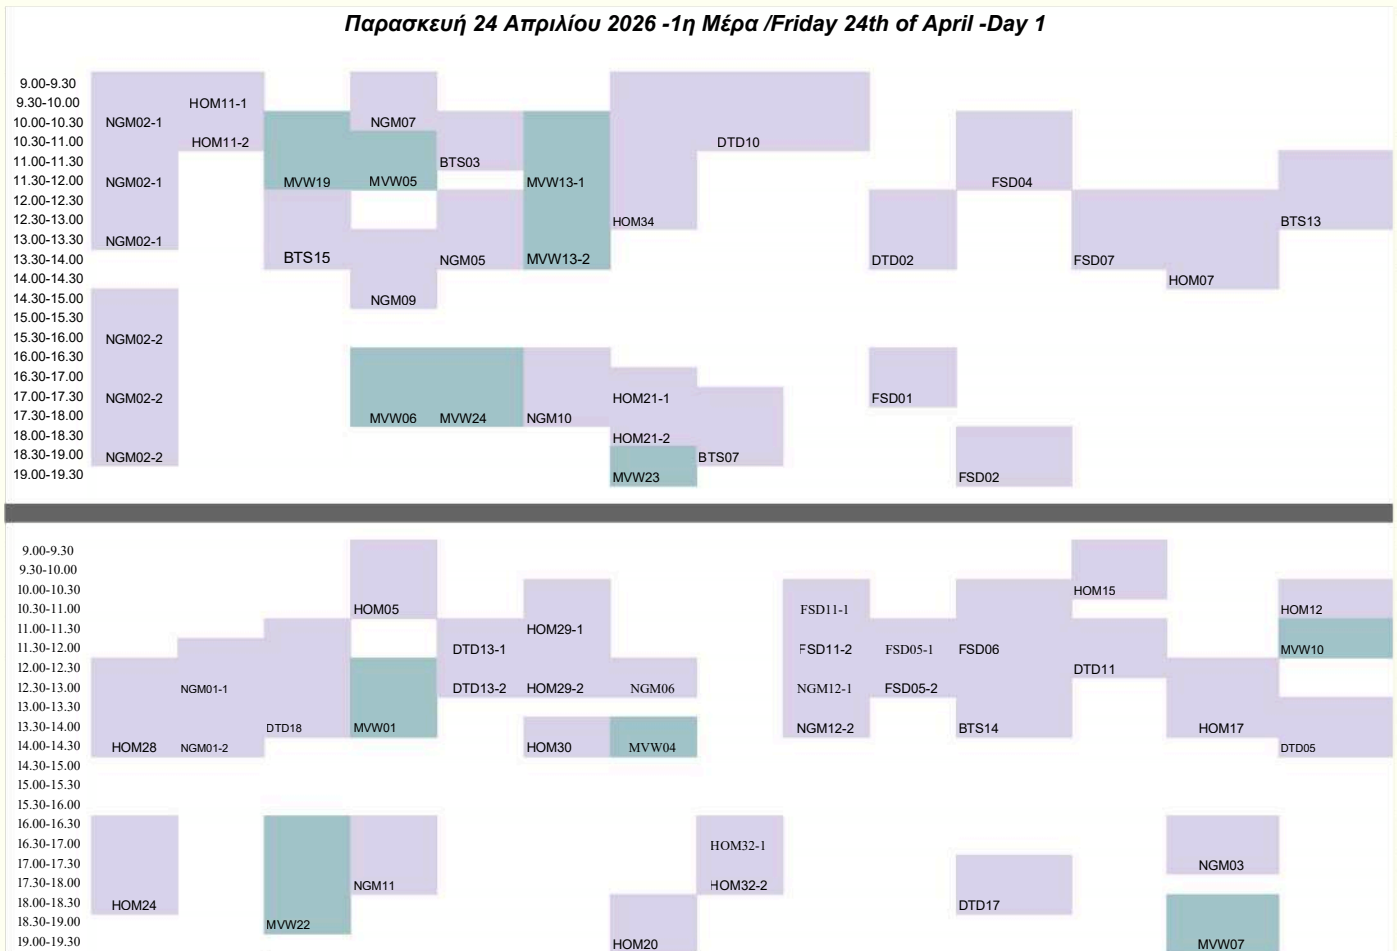 Παρασκευή 24 Απριλίου 2026 -1η Μέρα /Friday 24th of April -Day 1
9.00-9.30
9.30-10.00 HOM11-1
10.00-10.30 NGM02-1 NGM07
10.30-11.00 HOM11-2 DTD10
11.00-11.30 BTS03
11.30-12.00 NGM02-1 MVW19 MVW05 MVW13-1 FSD04
12.00-12.30
12.30-13.00 HOM34 BTS13
13.00-13.30 NGM02-1
13.30-14.00 BTS15 NGM05 MVW13-2 DTD02 FSD07
14.00-14.30 HOM07
14.30-15.00 NGM09
15.00-15.30
15.30-16.00 NGM02-2
16.00-16.30
16.30-17.00
17.00-17.30 NGM02-2 HOM21-1 FSD01
17.30-18.00 MVW06 MVW24 NGM10
18.00-18.30 HOM21-2
18.30-19.00 NGM02-2 BTS07
19.00-19.30 MVW23 FSD02
9.00-9.30
9.30-10.00
10.00-10.30 HOM15
10.30-11.00 HOM05 FSD11-1 HOM12
11.00-11.30 HOM29-1
11.30-12.00 DTD13-1 FSD11-2 FSD05-1 FSD06 MVW10
12.00-12.30 DTD11
12.30-13.00 NGM01-1 DTD13-2 HOM29-2 NGM06 NGM12-1 FSD05-2
13.00-13.30
13.30-14.00 DTD18 MVW01 NGM12-2 BTS14 HOM17
14.00-14.30 HOM28 NGM01-2 HOM30 MVW04 DTD05
14.30-15.00
15.00-15.30
15.30-16.00
16.00-16.30
16.30-17.00 HOM32-1
17.00-17.30 NGM03
17.30-18.00 NGM11 HOM32-2
18.00-18.30 HOM24 DTD17
18.30-19.00 MVW22
19.00-19.30 HOM20 MVW07